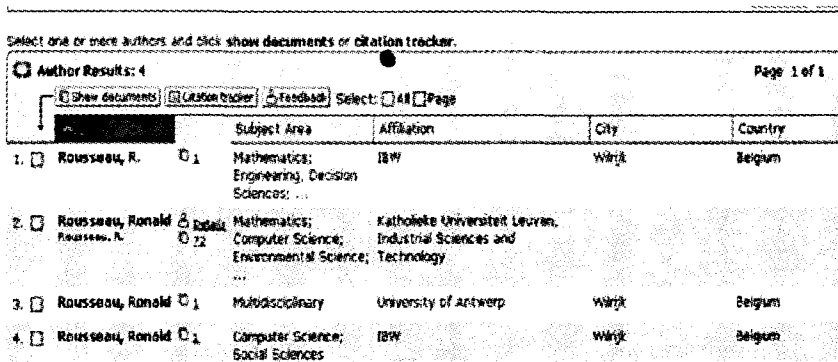 Select one or more authors and click show documents or citation tracker.
Author Results: 4 Page 1 of 1
Show documents Citation tracker Feedback Select: All Page
Subject Area Affiliation City Country
1. Rousseau, R. 1 Mathematics; IBW Wilrijk Belgium
Engineering, Decision
Sciences; ...
2. Rousseau, Ronald Details Mathematics; Katholieke Universiteit Leuven,
Rousseau, R. 72 Computer Science; Industrial Sciences and
Environmental Science; Technology
...
3. Rousseau, Ronald 1 Multidisciplinary University of Antwerp Wilrijk Belgium
4. Rousseau, Ronald 1 Computer Science; IBW Wilrijk Belgium
Social Sciences